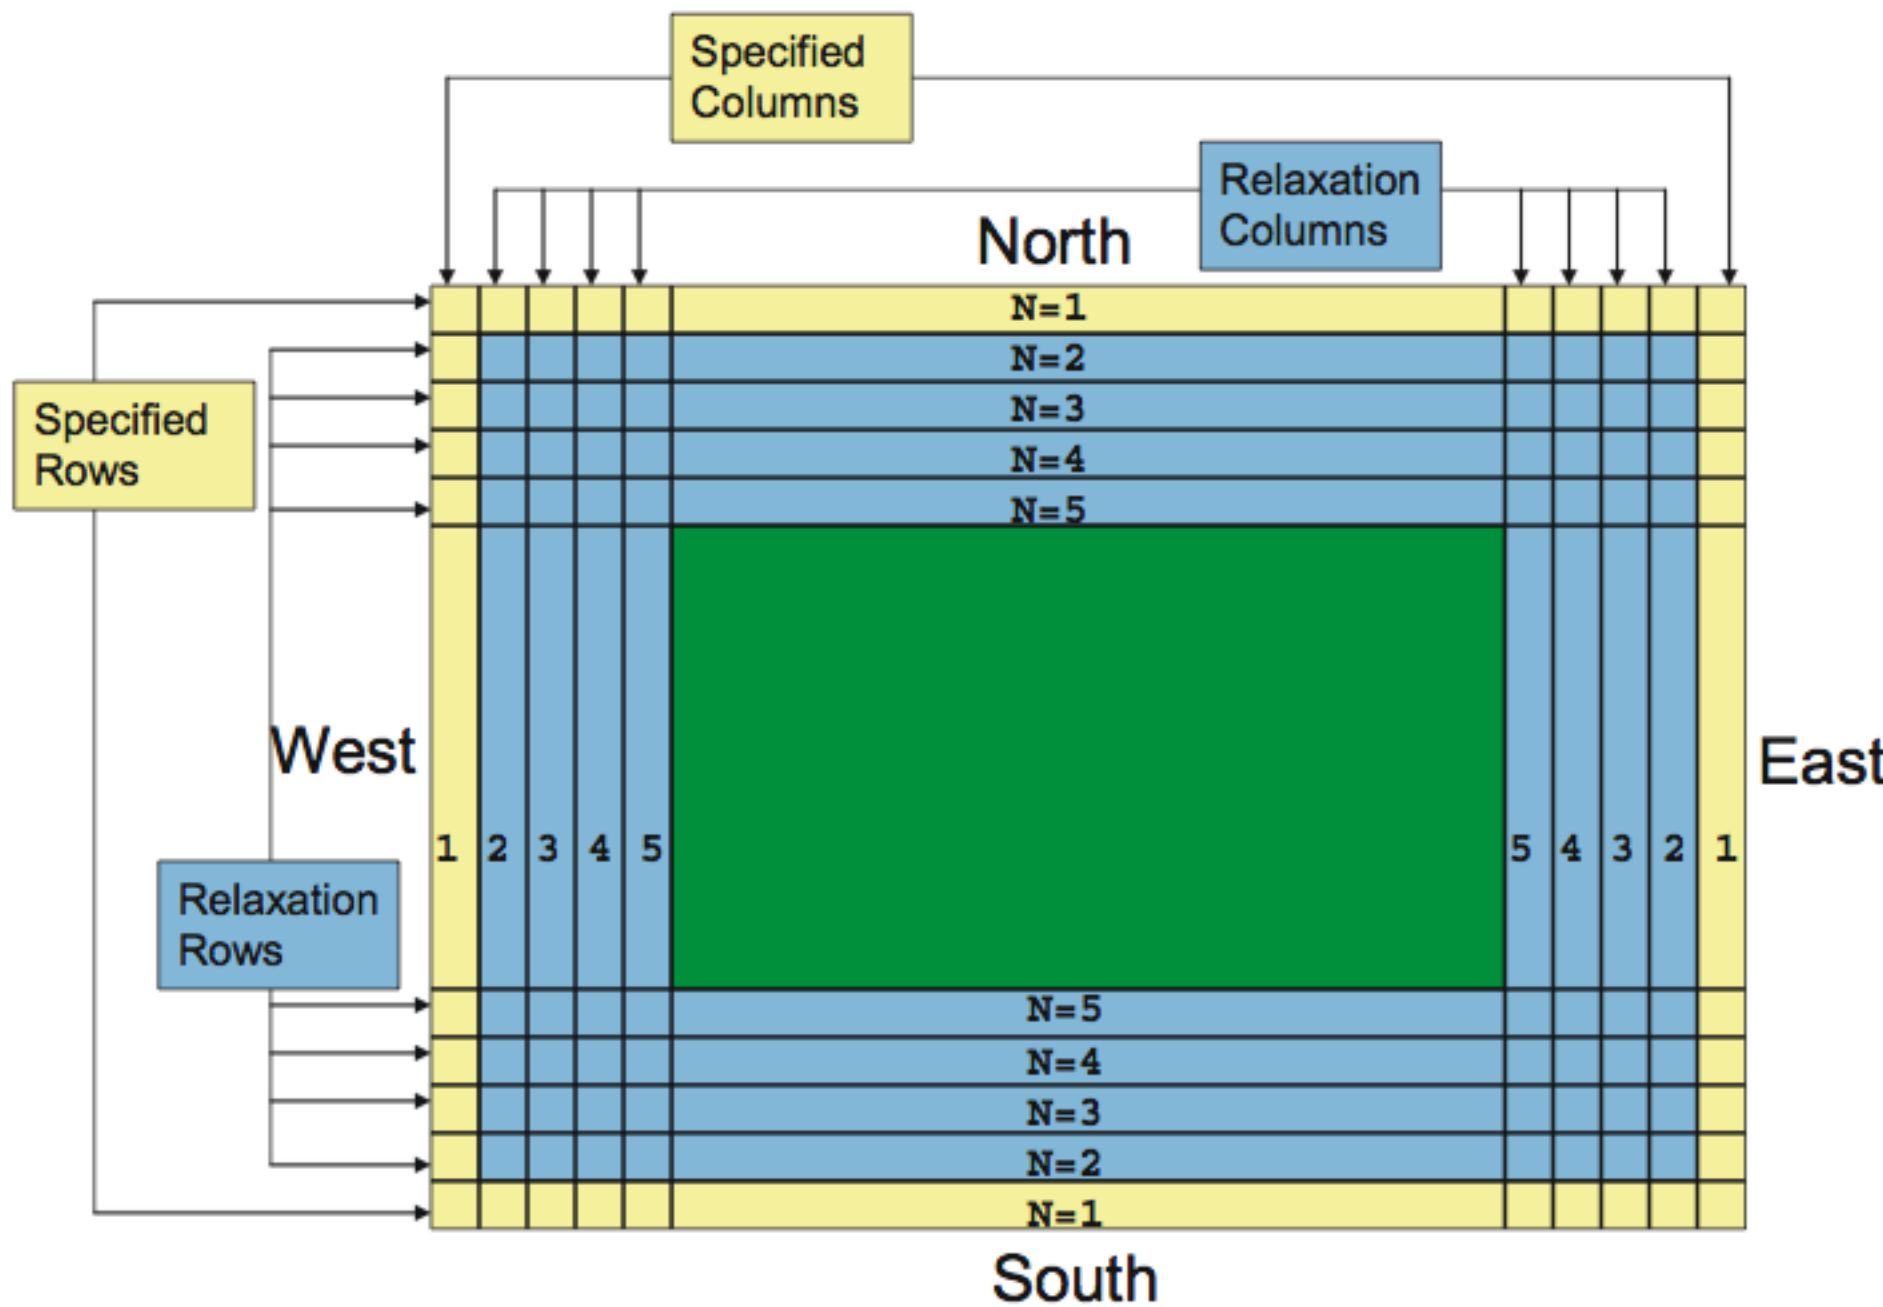 Specified
Columns
Relaxation
Columns
North
N=1
N=2
N=3
N=4
N=5
Specified
Rows
West
East
1 2 3 4 5 5 4 3 2 1
Relaxation
Rows
N=5
N=4
N=3
N=2
N=1
South